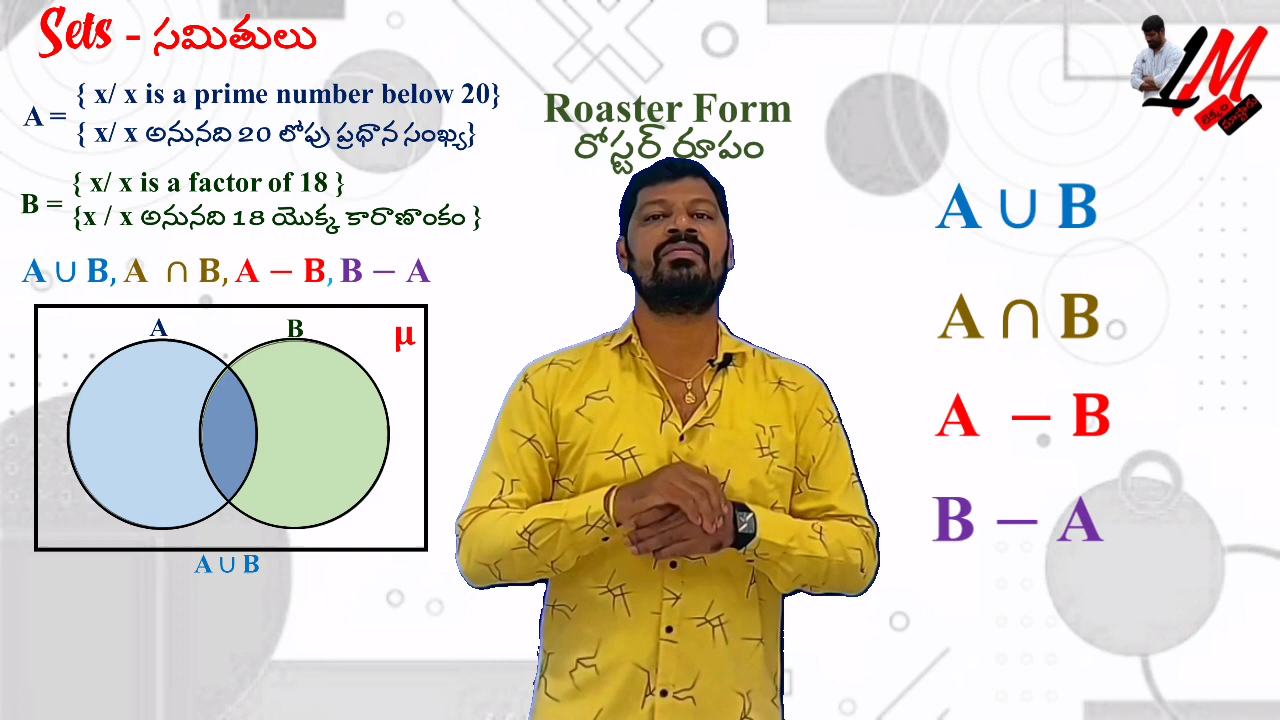 Sets - సమితులు
A = { x/ x is a prime number below 20}
{ x/ x అనునది 20 లోపు ప్రధాన సంఖ్య}
B = { x/ x is a factor of 18 }
{x / x అనునది 18 యొక్క కారణాంకం }
A ∪ B, A ∩ B, A – B, B – A
A B μ
A ∪ B
Roaster Form
రోస్టర్ రూపం
LM
A ∪ B
A ∩ B
A – B
B – A